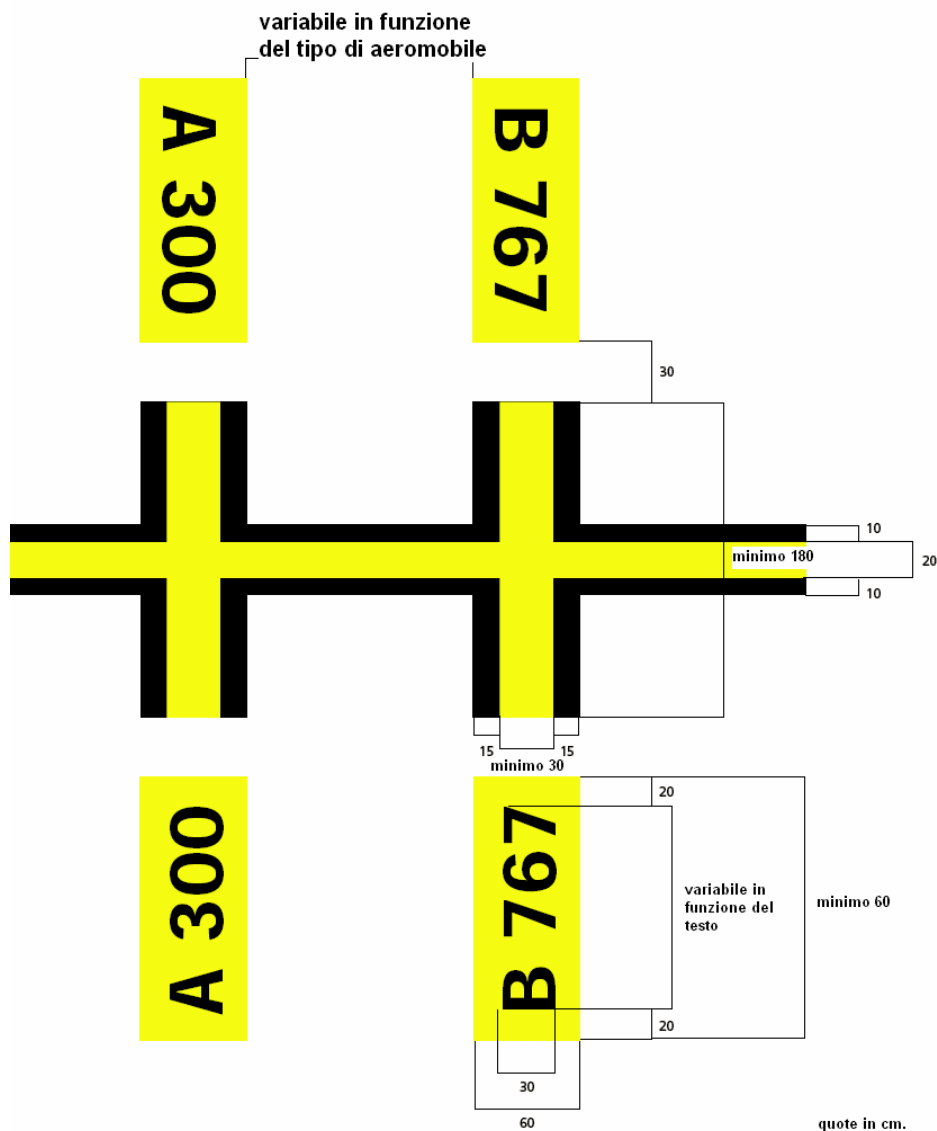 variabile in funzione
del tipo di aeromobile
A 300
B 767
30
10
minimo 180
20
10
15
15
minimo 30
A 300
B 767
20
variabile in
funzione del
testo
minimo 60
20
30
60
quote in cm.